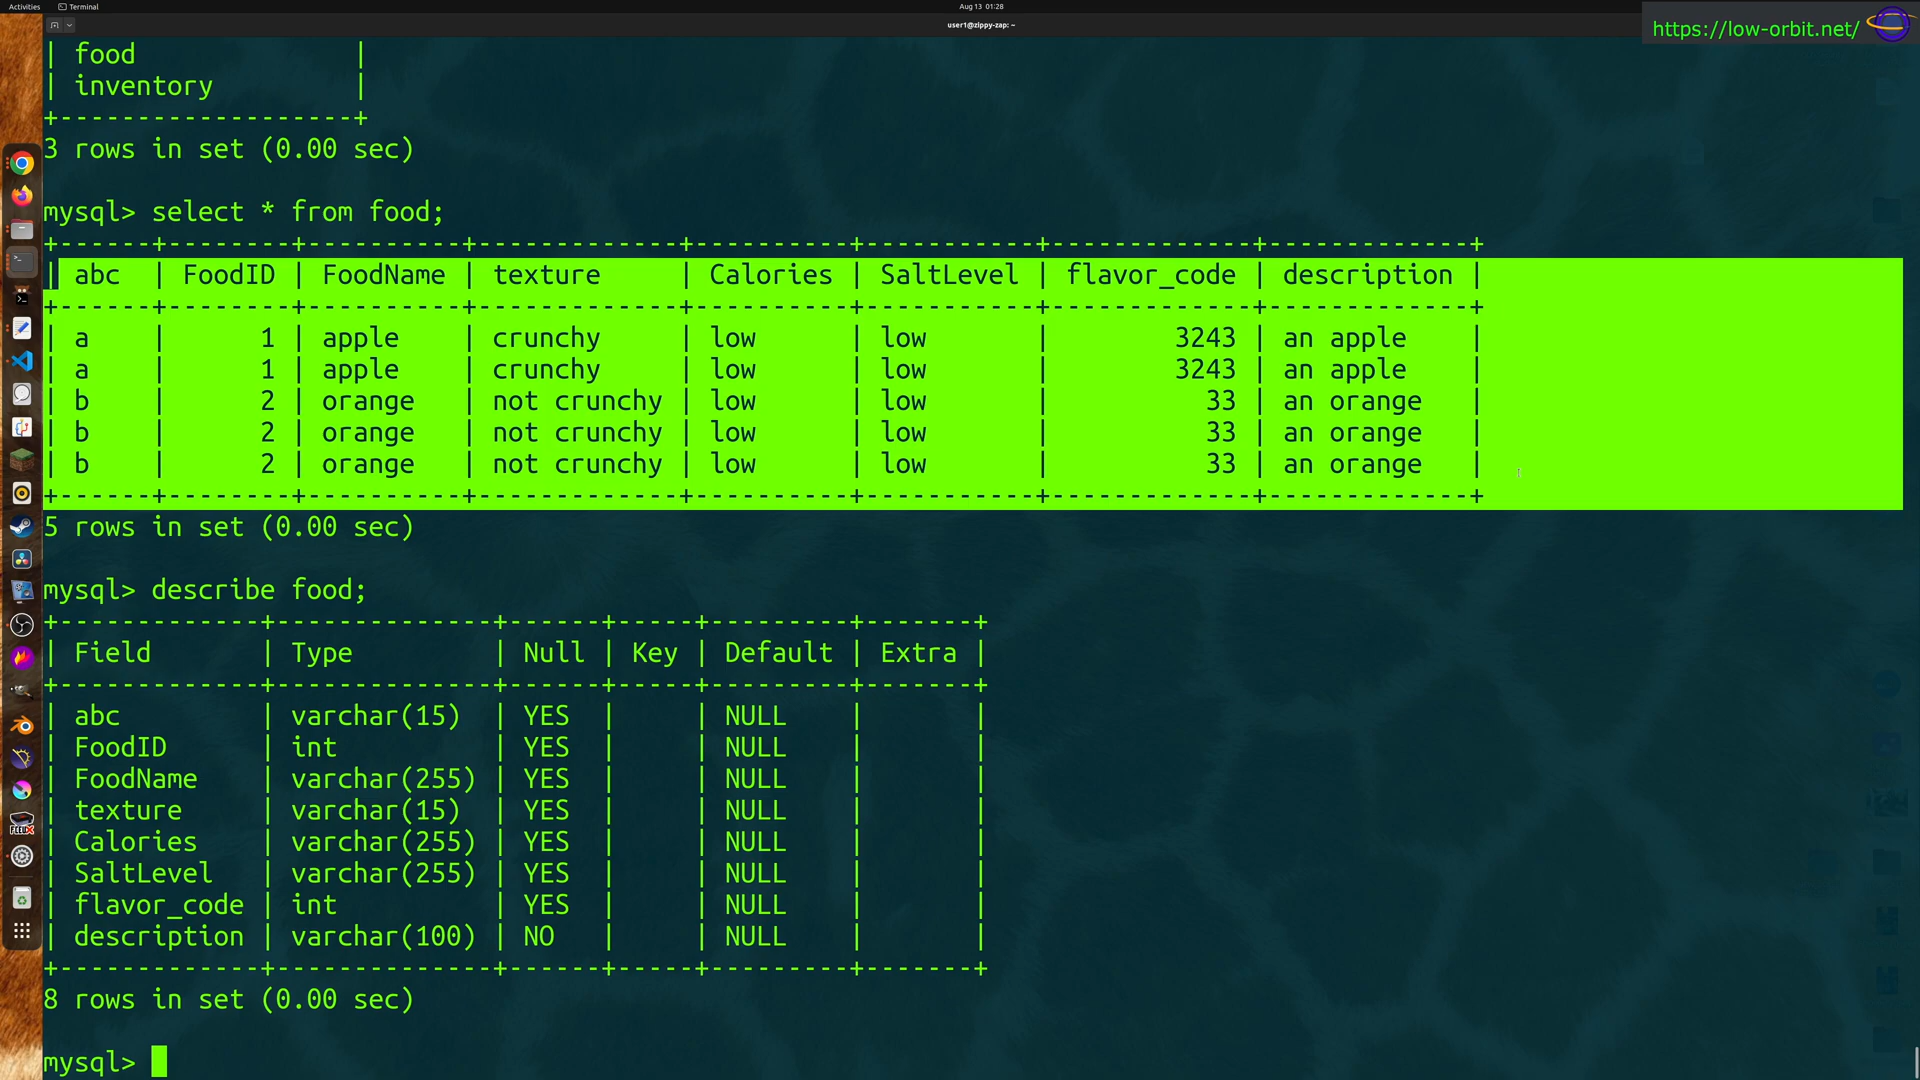 Activities Terminal Aug 13 01:28
user1@zippy-zap: ~
https://low-orbit.net/
| food              |
| inventory         |
+-------------------+
3 rows in set (0.00 sec)

mysql> select * from food;
+------+--------+----------+-------------+----------+-----------+-------------+-------------+
| abc  | FoodID | FoodName | texture     | Calories | SaltLevel | flavor_code | description |
+------+--------+----------+-------------+----------+-----------+-------------+-------------+
| a    |      1 | apple    | crunchy     | low      | low       |        3243 | an apple    |
| a    |      1 | apple    | crunchy     | low      | low       |        3243 | an apple    |
| b    |      2 | orange   | not crunchy | low      | low       |          33 | an orange   |
| b    |      2 | orange   | not crunchy | low      | low       |          33 | an orange   |
| b    |      2 | orange   | not crunchy | low      | low       |          33 | an orange   |
+------+--------+----------+-------------+----------+-----------+-------------+-------------+
5 rows in set (0.00 sec)

mysql> describe food;
+-------------+--------------+------+-----+---------+-------+
| Field       | Type         | Null | Key | Default | Extra |
+-------------+--------------+------+-----+---------+-------+
| abc         | varchar(15)  | YES  |     | NULL    |       |
| FoodID      | int          | YES  |     | NULL    |       |
| FoodName    | varchar(255) | YES  |     | NULL    |       |
| texture     | varchar(15)  | YES  |     | NULL    |       |
| Calories    | varchar(255) | YES  |     | NULL    |       |
| SaltLevel   | varchar(255) | YES  |     | NULL    |       |
| flavor_code | int          | YES  |     | NULL    |       |
| description | varchar(100) | NO   |     | NULL    |       |
+-------------+--------------+------+-----+---------+-------+
8 rows in set (0.00 sec)

mysql>